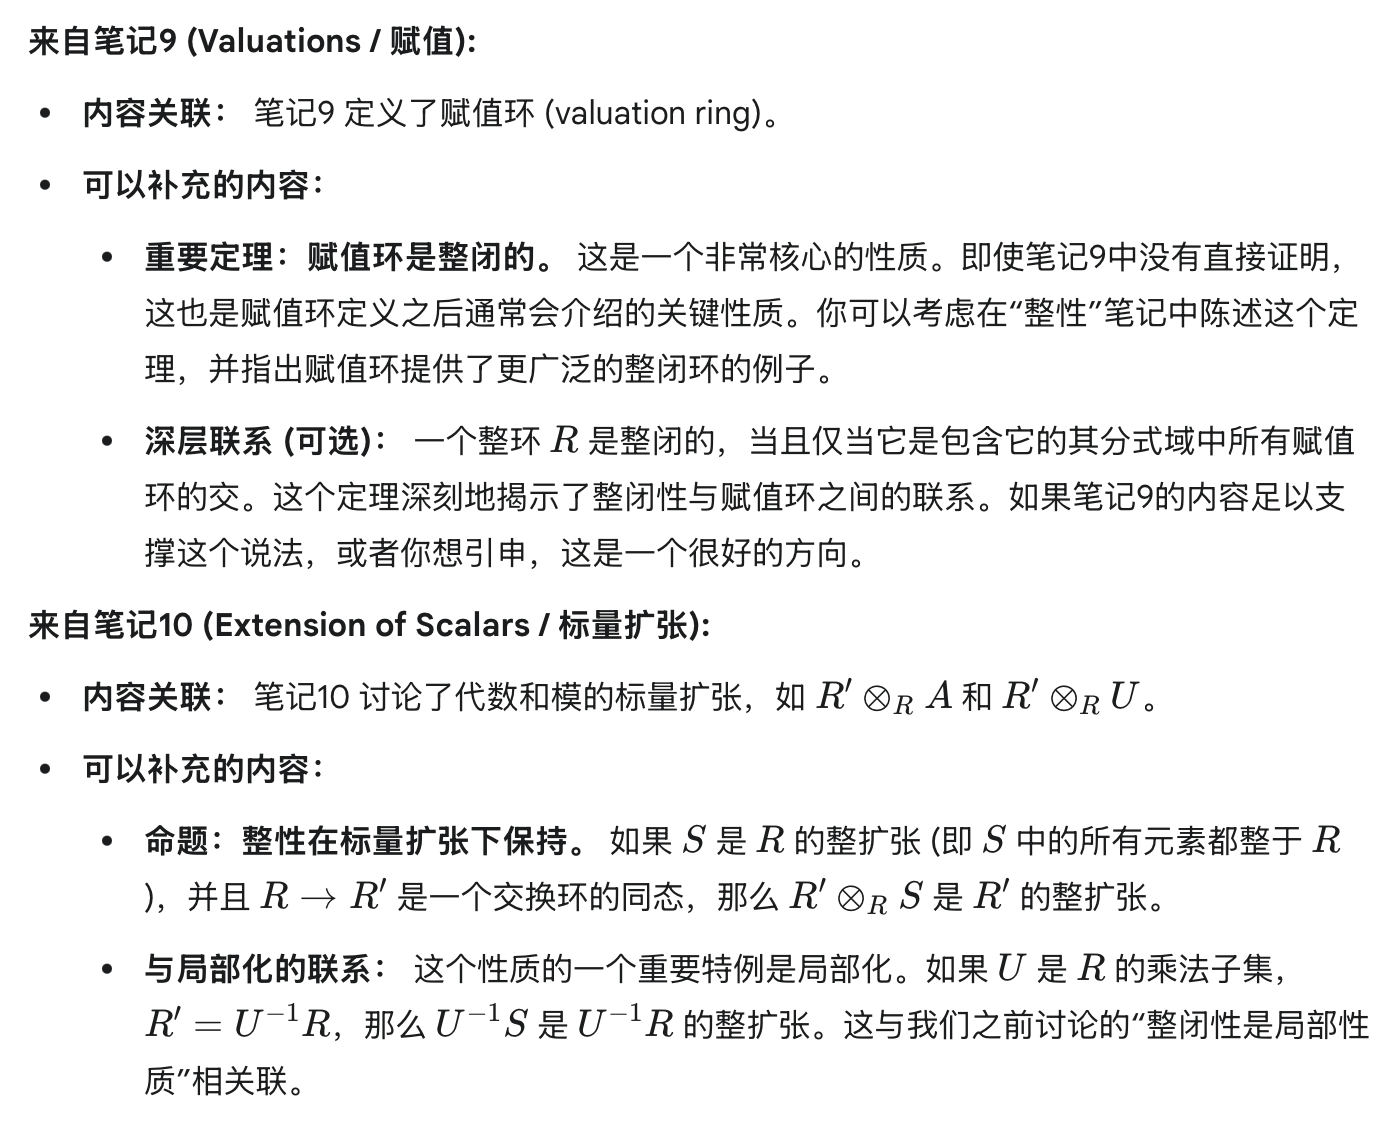 来自笔记9 (Valuations / 赋值):
• 内容关联： 笔记9 定义了赋值环 (valuation ring)。
• 可以补充的内容：
• 重要定理：赋值环是整闭的。 这是一个非常核心的性质。即使笔记9中没有直接证明，
这也是赋值环定义之后通常会介绍的关键性质。你可以考虑在“整性”笔记中陈述这个定
理，并指出赋值环提供了更广泛的整闭环的例子。
• 深层联系 (可选)： 一个整环 R 是整闭的，当且仅当它是包含它的其分式域中所有赋值
环的交。这个定理深刻地揭示了整闭性与赋值环之间的联系。如果笔记9的内容足以支
撑这个说法，或者你想引申，这是一个很好的方向。
来自笔记10 (Extension of Scalars / 标量扩张):
• 内容关联： 笔记10 讨论了代数和模的标量扩张，如 R′ ⊗_R A 和 R′ ⊗_R U。
• 可以补充的内容：
• 命题：整性在标量扩张下保持。 如果 S 是 R 的整扩张 (即 S 中的所有元素都整于 R
)，并且 R → R′ 是一个交换环的同态，那么 R′ ⊗_R S 是 R′ 的整扩张。
• 与局部化的联系： 这个性质的一个重要特例是局部化。如果 U 是 R 的乘法子集，
R′ = U⁻¹R，那么 U⁻¹S 是 U⁻¹R 的整扩张。这与我们之前讨论的“整闭性是局部性
质”相关联。